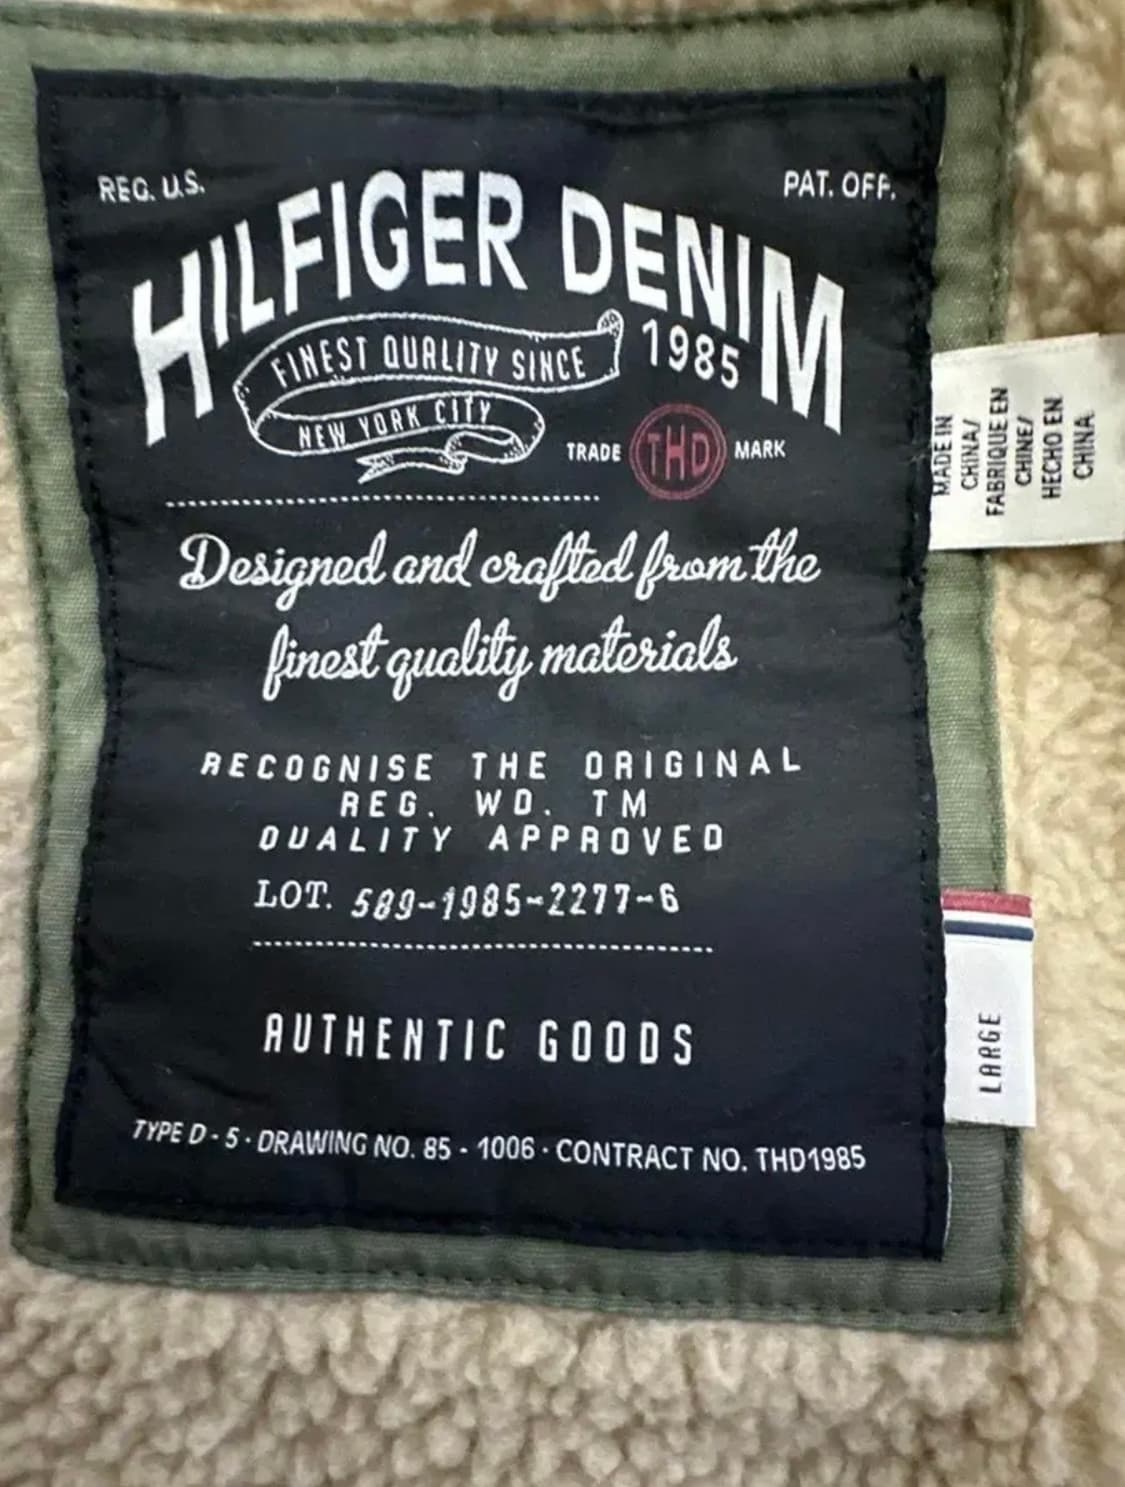 REG. U.S.
PAT. OFF.
HILFIGER DENIM
FINEST QUALITY SINCE
1985
NEW YORK CITY
TRADE THD MARK
Designed and crafted from the
finest quality materials
RECOGNISE THE ORIGINAL
REG. WD. TM
QUALITY APPROVED
LOT. 589-1985-2277-6
AUTHENTIC GOODS
TYPE D - 5 · DRAWING NO. 85 - 1006 · CONTRACT NO. THD1985
MADE IN
CHINA/
FABRIQUE EN
CHINE/
HECHO EN
CHINA
LARGE